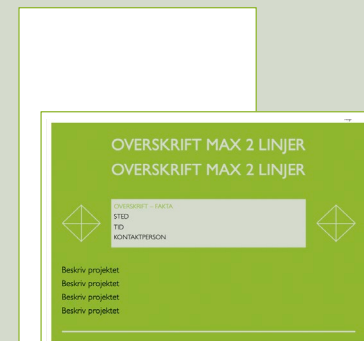 OVERSKRIFT MAX 2 LINJER
OVERSKRIFT MAX 2 LINJER
OVERSKRIFT – FAKTA
STED
TID
KONTAKTPERSON
Beskriv projektet
Beskriv projektet
Beskriv projektet
Beskriv projektet